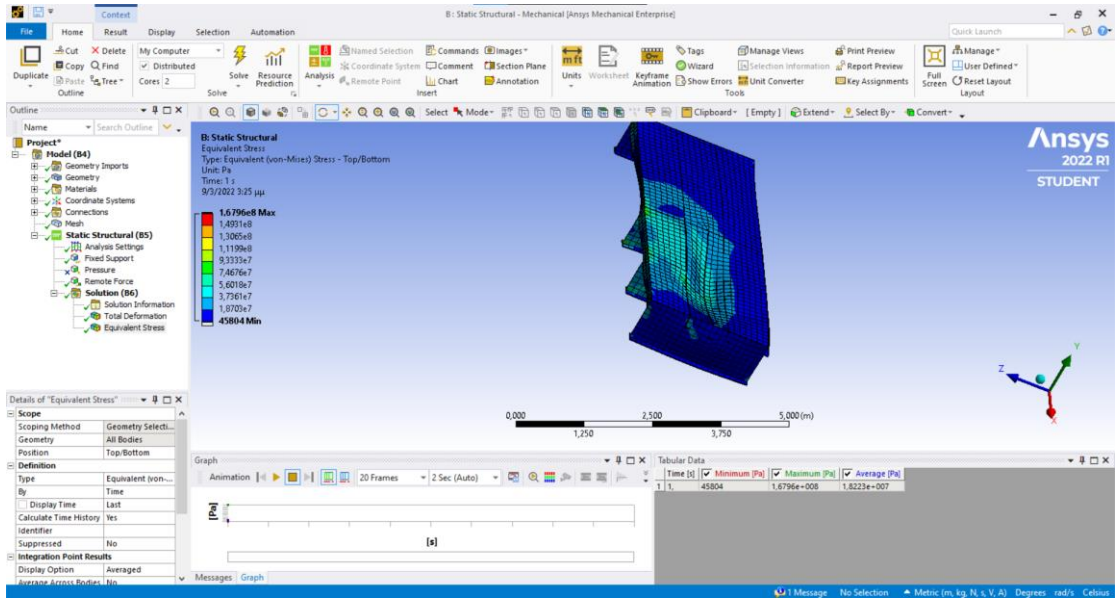 Context
B : Static Structural - Mechanical [Ansys Mechanical Enterprise]
File Home Result Display Selection Automation
Quick Launch
Duplicate
Cut
Copy
Paste
Delete
Find
Tree
Outline
My Computer
Distributed
Cores 2
Solve
Resource Prediction
Solve
Analysis
Named Selection
Coordinate System
Remote Point
Commands
Comment
Chart
Images
Section Plane
Annotation
Insert
Units
Worksheet
Keyframe Animation
Tags
Wizard
Show Errors
Manage Views
Selection Information
Unit Converter
Print Preview
Report Preview
Key Assignments
Tools
Full Screen
Manage
User Defined
Reset Layout
Layout
Outline
Name Search Outline
Select Mode Clipboard [ Empty ] Extend Select By Convert
Project*
Model (B4)
Geometry Imports
Geometry
Materials
Coordinate Systems
Connections
Mesh
Static Structural (B5)
Analysis Settings
Fixed Support
Pressure
Remote Force
Solution (B6)
Solution Information
Total Deformation
Equivalent Stress
B: Static Structural
Equivalent Stress
Type: Equivalent (von-Mises) Stress - Top/Bottom
Unit: Pa
Time: 1 s
9/3/2022 3:25 μμ
1,6796e8 Max
1,4931e8
1,3065e8
1,1199e8
9,3333e7
7,4676e7
5,6018e7
3,7361e7
1,8703e7
45804 Min
Ansys
2022 R1
STUDENT
Y
Z
X
0,000 2,500 5,000 (m)
1,250 3,750
Details of "Equivalent Stress"
Scope
Scoping Method Geometry Selecti...
Geometry All Bodies
Position Top/Bottom
Definition
Type Equivalent (von-...
By Time
Display Time Last
Calculate Time History Yes
Identifier
Suppressed No
Integration Point Results
Display Option Averaged
Average Across Bodies No
Graph
Animation 20 Frames 2 Sec (Auto)
[Pa]
[s]
Messages Graph
Tabular Data
Time [s] Minimum [Pa] Maximum [Pa] Average [Pa]
1 1, 45804 1,6796e+008 1,8223e+007
1 Message No Selection Metric (m, kg, N, s, V, A) Degrees rad/s Celsius